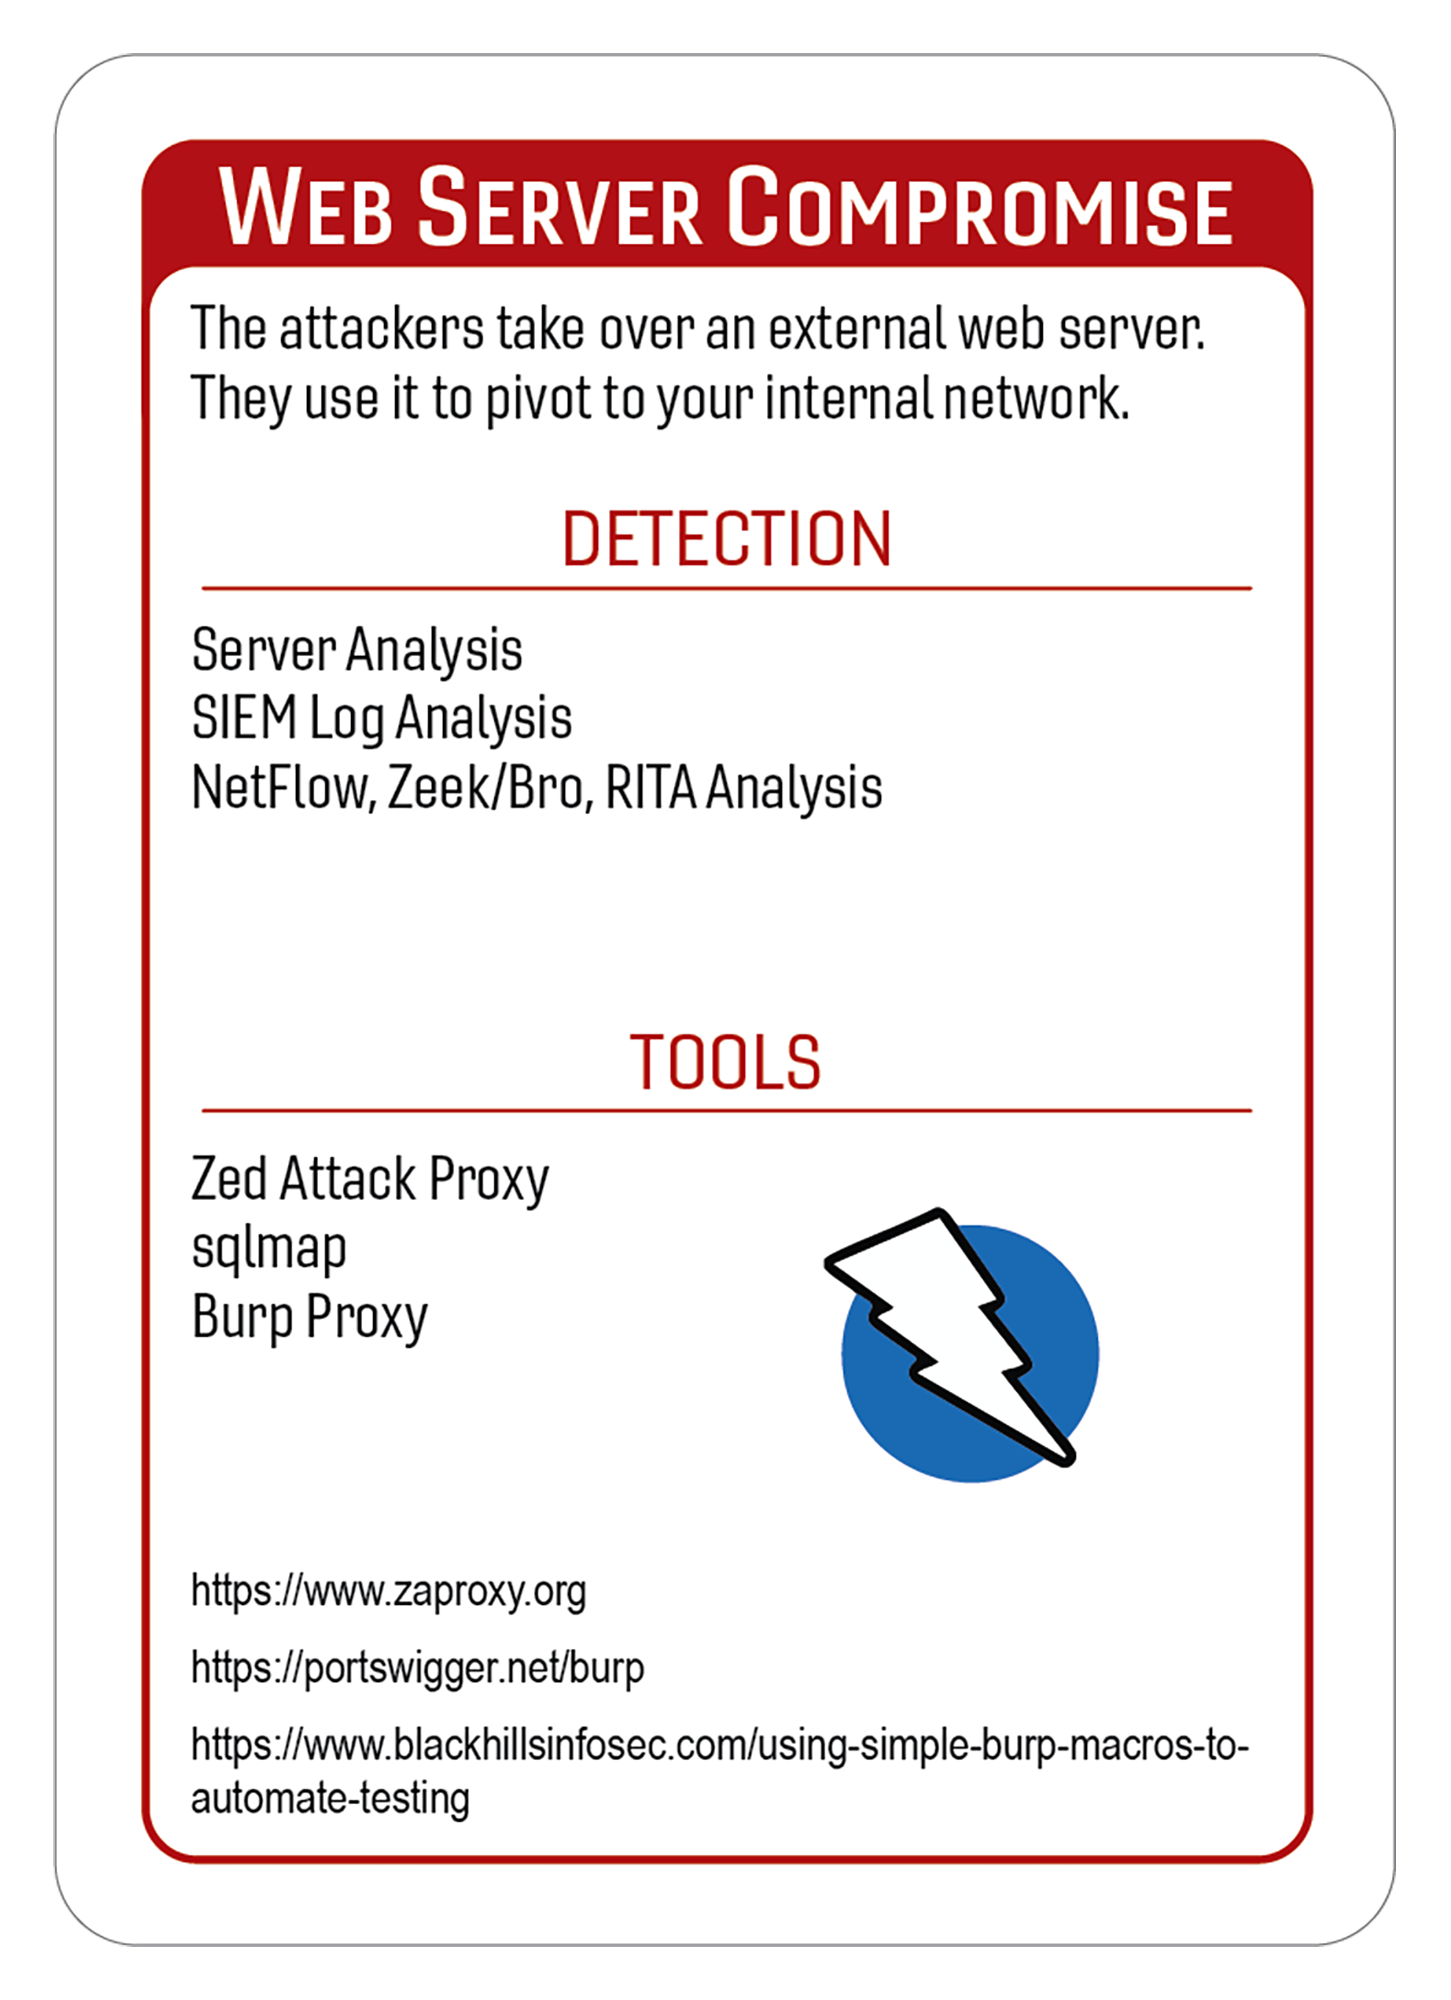 WEB SERVER COMPROMISE
The attackers take over an external web server.
They use it to pivot to your internal network.
DETECTION
Server Analysis
SIEM Log Analysis
NetFlow, Zeek/Bro, RITA Analysis
TOOLS
Zed Attack Proxy
sqlmap
Burp Proxy
https://www.zaproxy.org
https://portswigger.net/burp
https://www.blackhillsinfosec.com/using-simple-burp-macros-to-
automate-testing